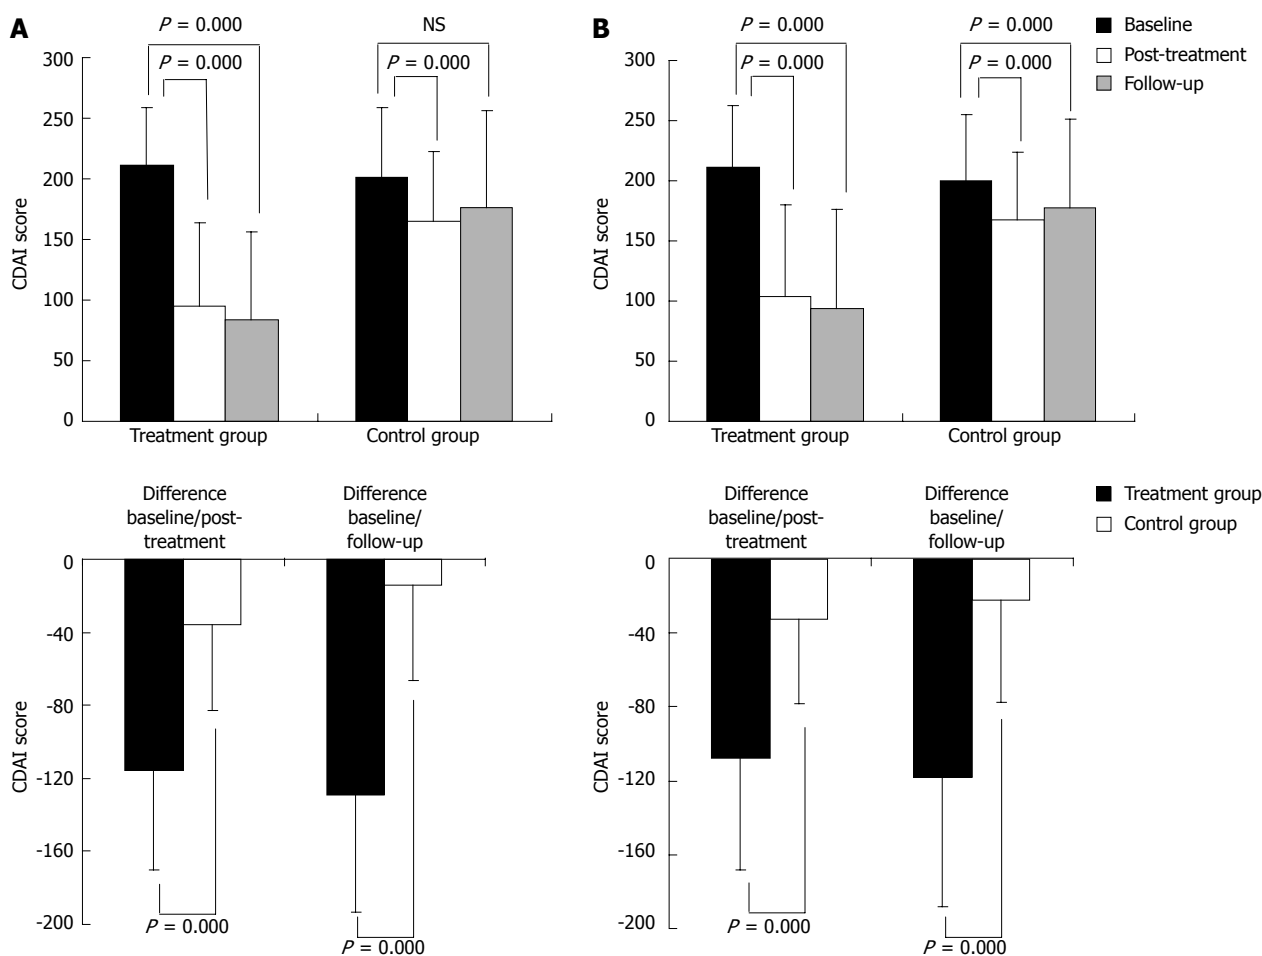 A
P = 0.000
NS
P = 0.000
P = 0.000
300
250
200
150
100
50
0
CDAI score
Treatment group
Control group
B
P = 0.000
P = 0.000
P = 0.000
P = 0.000
300
250
200
150
100
50
0
CDAI score
Treatment group
Control group
Baseline
Post-treatment
Follow-up
Difference
baseline/post-
treatment
Difference
baseline/
follow-up
0
-40
-80
-120
-160
-200
CDAI score
P = 0.000
P = 0.000
Difference
baseline/post-
treatment
Difference
baseline/
follow-up
0
-40
-80
-120
-160
-200
CDAI score
P = 0.000
P = 0.000
Treatment group
Control group